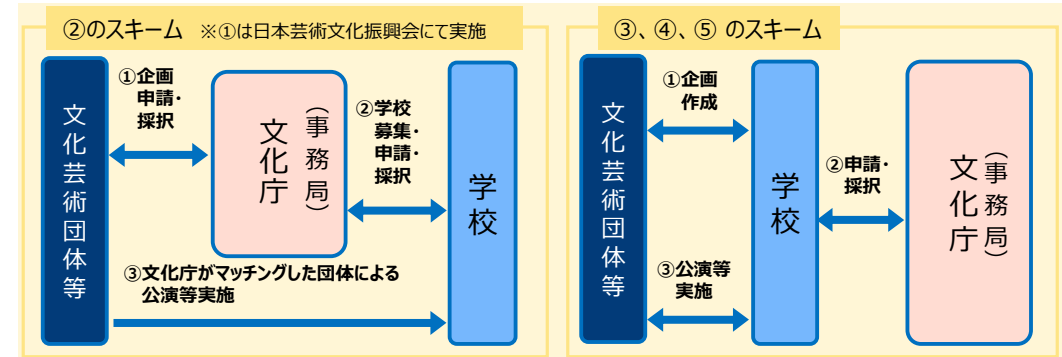 ②のスキーム ※①は日本芸術文化振興会にて実施
文化芸術団体等
①企画
申請・
採択
文化庁
（事務局）
②学校
募集・
申請・
採択
学校
③文化庁がマッチングした団体による
公演等実施
③、④、⑤ のスキーム
文化芸術団体等
①企画
作成
③公演等
実施
学校
②申請・
採択
文化庁
（事務局）